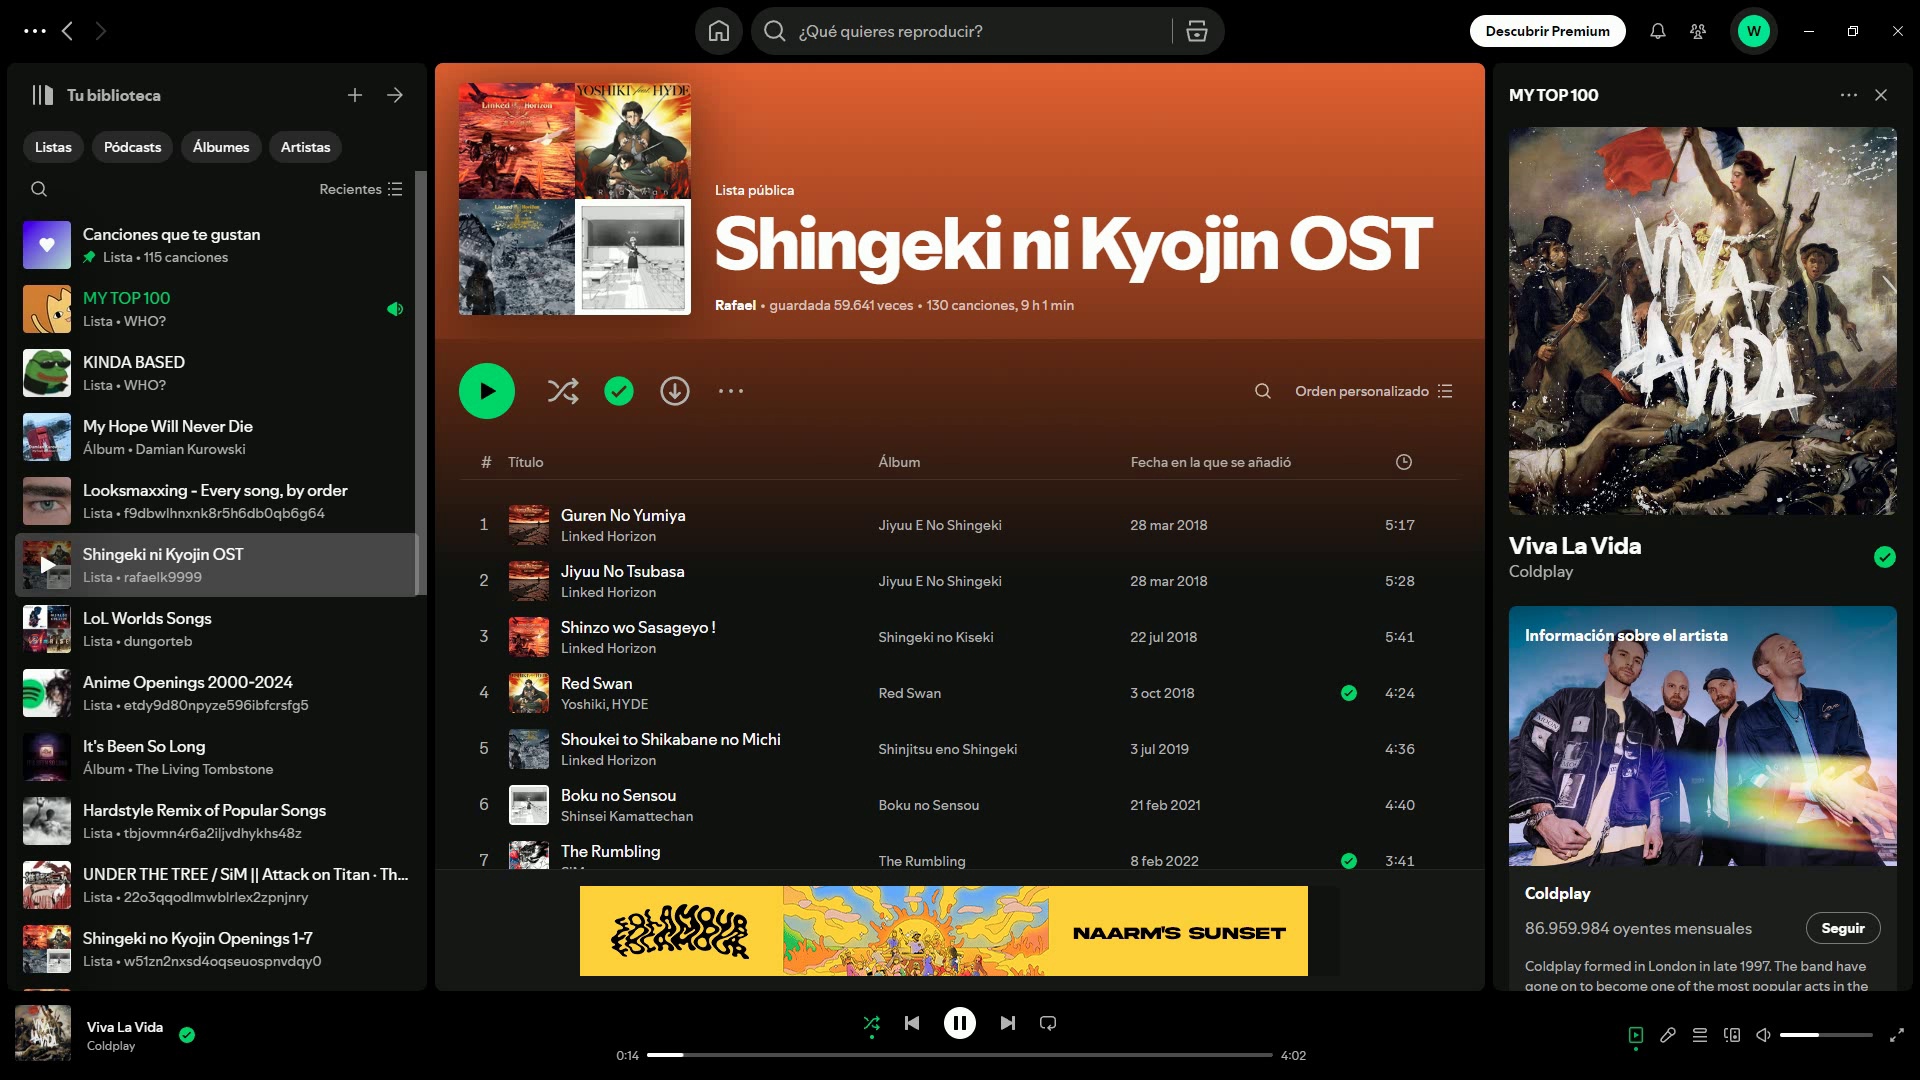 ¿Qué quieres reproducir?
Descubrir Premium
W
Tu biblioteca
Listas
Pódcasts
Álbumes
Artistas
Recientes
Canciones que te gustan
Lista • 115 canciones
MY TOP 100
Lista • WHO?
KINDA BASED
Lista • WHO?
My Hope Will Never Die
Álbum • Damian Kurowski
Looksmaxxing - Every song, by order
Lista • f9dbwlhnxnk8r5h6db0qb6g64
Shingeki ni Kyojin OST
Lista • rafaelk9999
LoL Worlds Songs
Lista • dungorteb
Anime Openings 2000-2024
Lista • etdy9d80npyze596ibfcrsfg5
It's Been So Long
Álbum • The Living Tombstone
Hardstyle Remix of Popular Songs
Lista • tbjovmn4r6a2iljvdhykhs48z
UNDER THE TREE / SiM || Attack on Titan · Th...
Lista • 22o3qqodlmwblrlex2zpnjnry
Shingeki no Kyojin Openings 1-7
Lista • w51zn2nxsd4oqseuospnvdqy0
Linked Horizon
YOSHIKI feat. HYDE
Red Swan
Linked Horizon
Lista pública
Shingeki ni Kyojin OST
Rafael • guardada 59.641 veces • 130 canciones, 9 h 1 min
Orden personalizado
# Título Álbum Fecha en la que se añadió
1 Guren No Yumiya Jiyuu E No Shingeki 28 mar 2018 5:17
Linked Horizon
2 Jiyuu No Tsubasa Jiyuu E No Shingeki 28 mar 2018 5:28
Linked Horizon
3 Shinzo wo Sasageyo ! Shingeki no Kiseki 22 jul 2018 5:41
Linked Horizon
4 Red Swan Red Swan 3 oct 2018 4:24
Yoshiki, HYDE
5 Shoukei to Shikabane no Michi Shinjitsu eno Shingeki 3 jul 2019 4:36
Linked Horizon
6 Boku no Sensou Boku no Sensou 21 feb 2021 4:40
Shinsei Kamattechan
7 The Rumbling The Rumbling 8 feb 2022 3:41
NAARM'S SUNSET
MY TOP 100
VIVA
LA VIDA
Viva La Vida
Coldplay
Información sobre el artista
Coldplay
86.959.984 oyentes mensuales
Seguir
Coldplay formed in London in late 1997. The band have
gone on to become one of the most popular acts in the
Viva La Vida
Coldplay
0:14
4:02